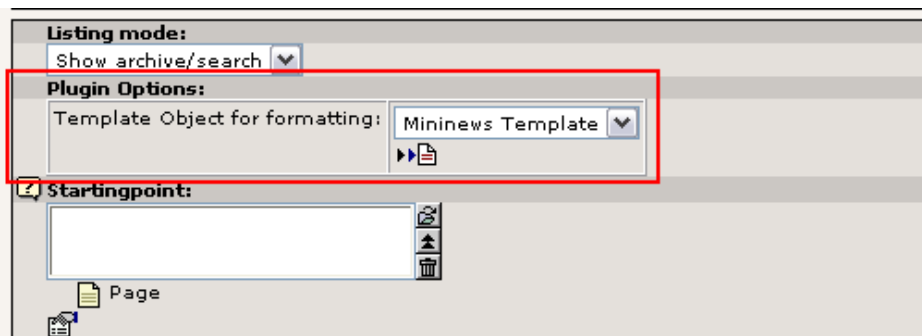 Listing mode:
Show archive/search
Plugin Options:
Template Object for formatting: Mininews Template
Startingpoint:
Page